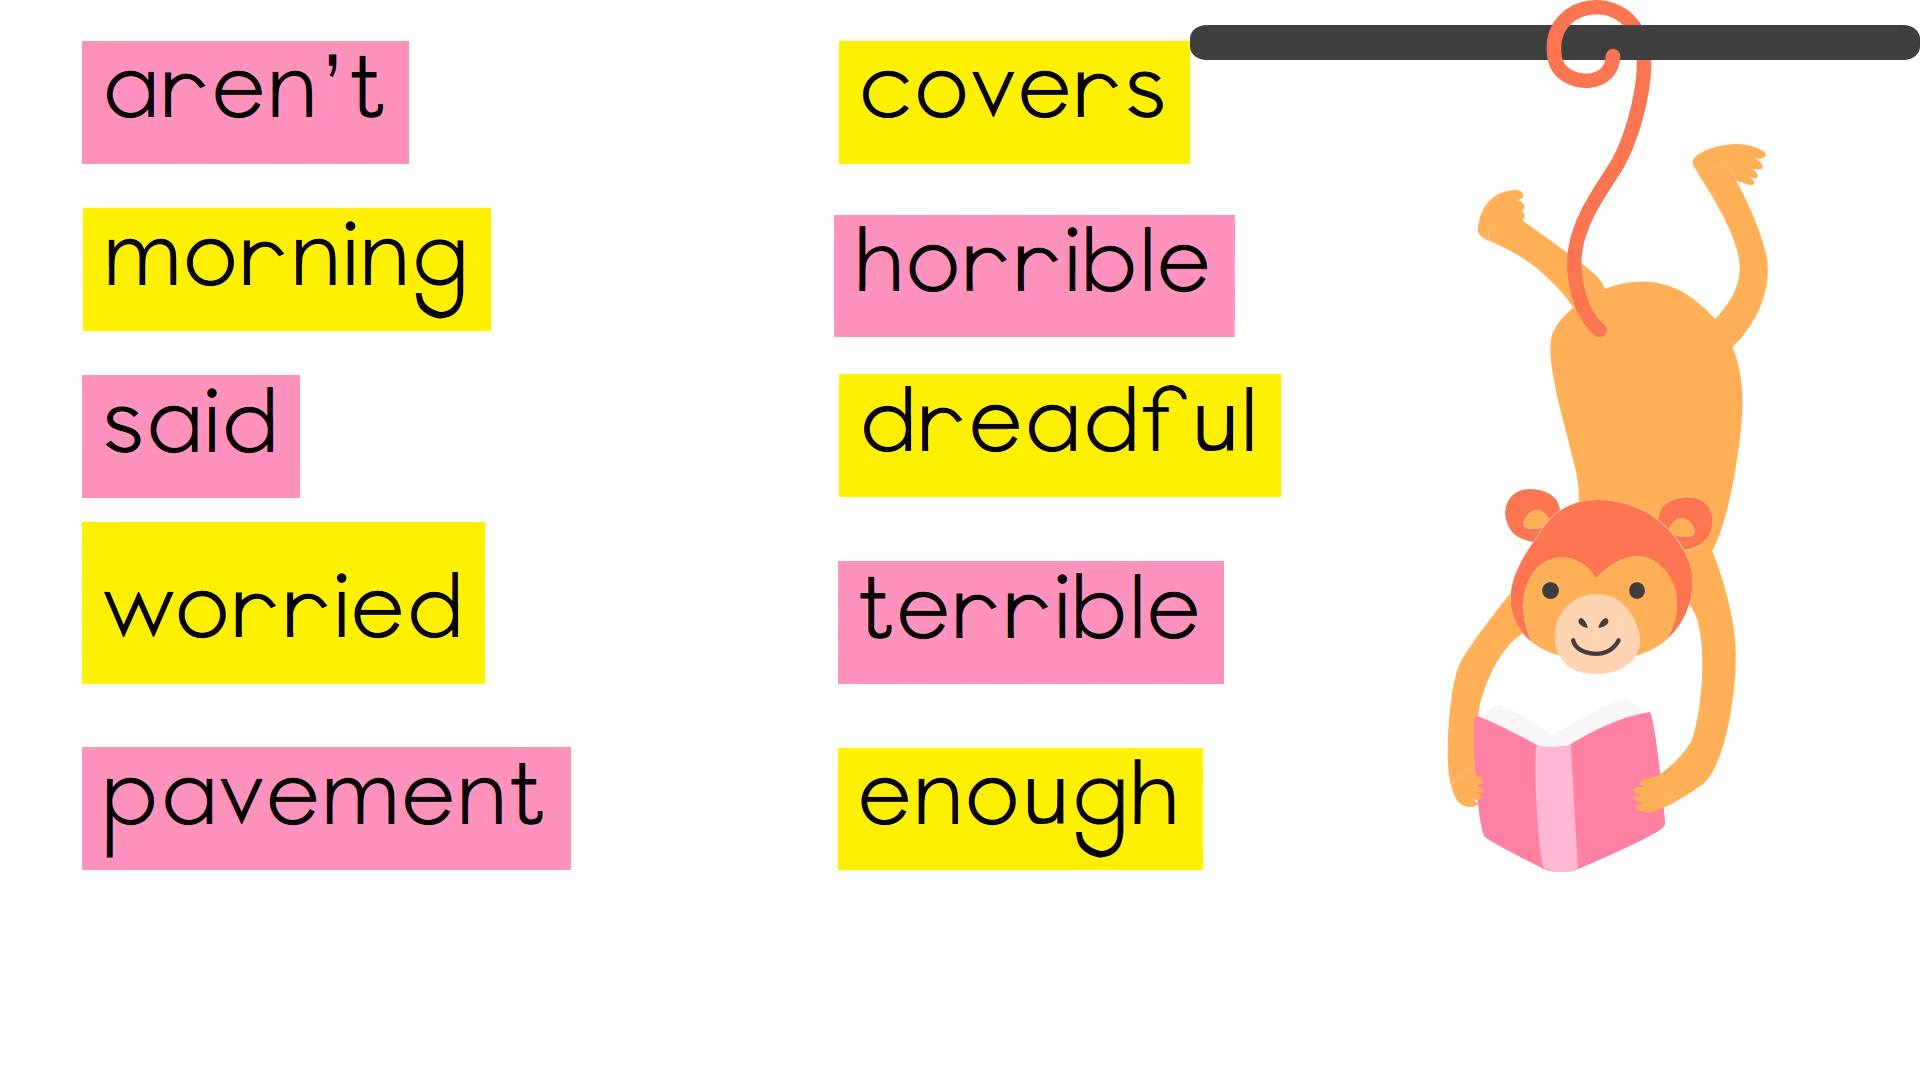 aren't
morning
said
worried
pavement
covers
horrible
dreadful
terrible
enough